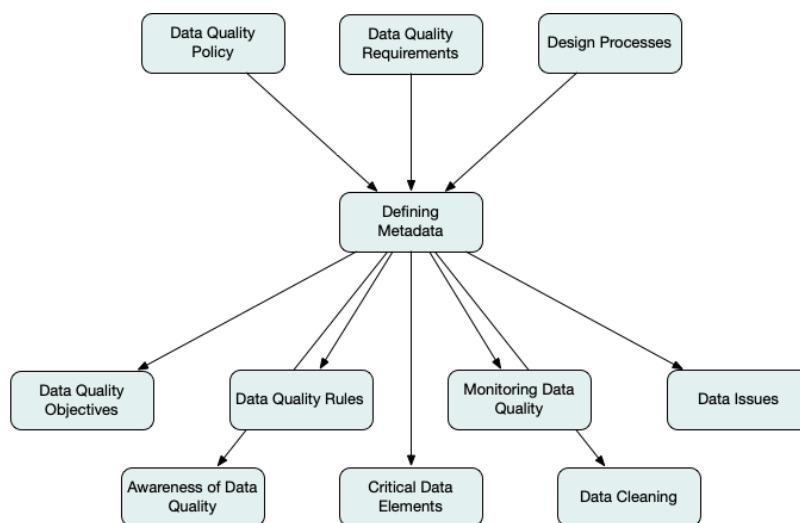 Data Quality
Policy
Data Quality
Requirements
Design Processes
Defining
Metadata
Data Quality
Objectives
Data Quality Rules
Monitoring Data
Quality
Data Issues
Awareness of Data
Quality
Critical Data
Elements
Data Cleaning